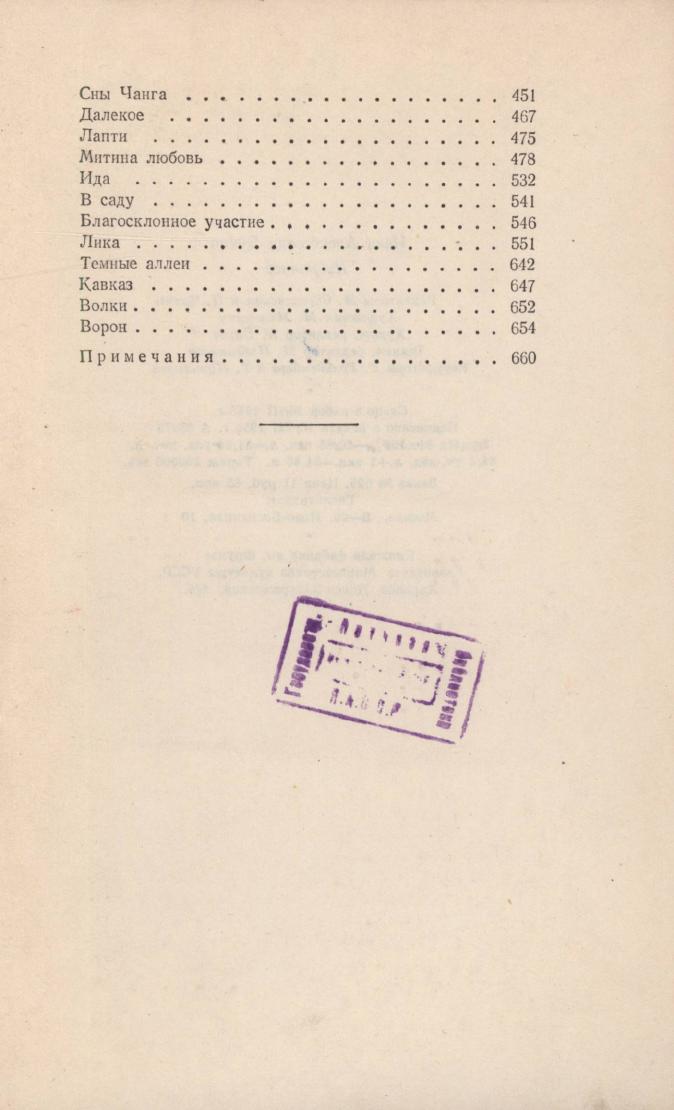 Сны Чанга . . . . . . . . . . . . . . . . . . . 451
Далекое . . . . . . . . . . . . . . . . . . . 467
Лапти . . . . . . . . . . . . . . . . . . . . 475
Митина любовь . . . . . . . . . . . . . . . . . 478
Ида . . . . . . . . . . . . . . . . . . . . . 532
В саду . . . . . . . . . . . . . . . . . . . . 541
Благосклонное участие . . . . . . . . . . . . . . 546
Лика . . . . . . . . . . . . . . . . . . . . . 551
Темные аллеи . . . . . . . . . . . . . . . . . . 642
Кавказ . . . . . . . . . . . . . . . . . . . . 647
Волки . . . . . . . . . . . . . . . . . . . . . 652
Ворон . . . . . . . . . . . . . . . . . . . . . 654
Примечания . . . . . . . . . . . . . . . . . 660
библиотека